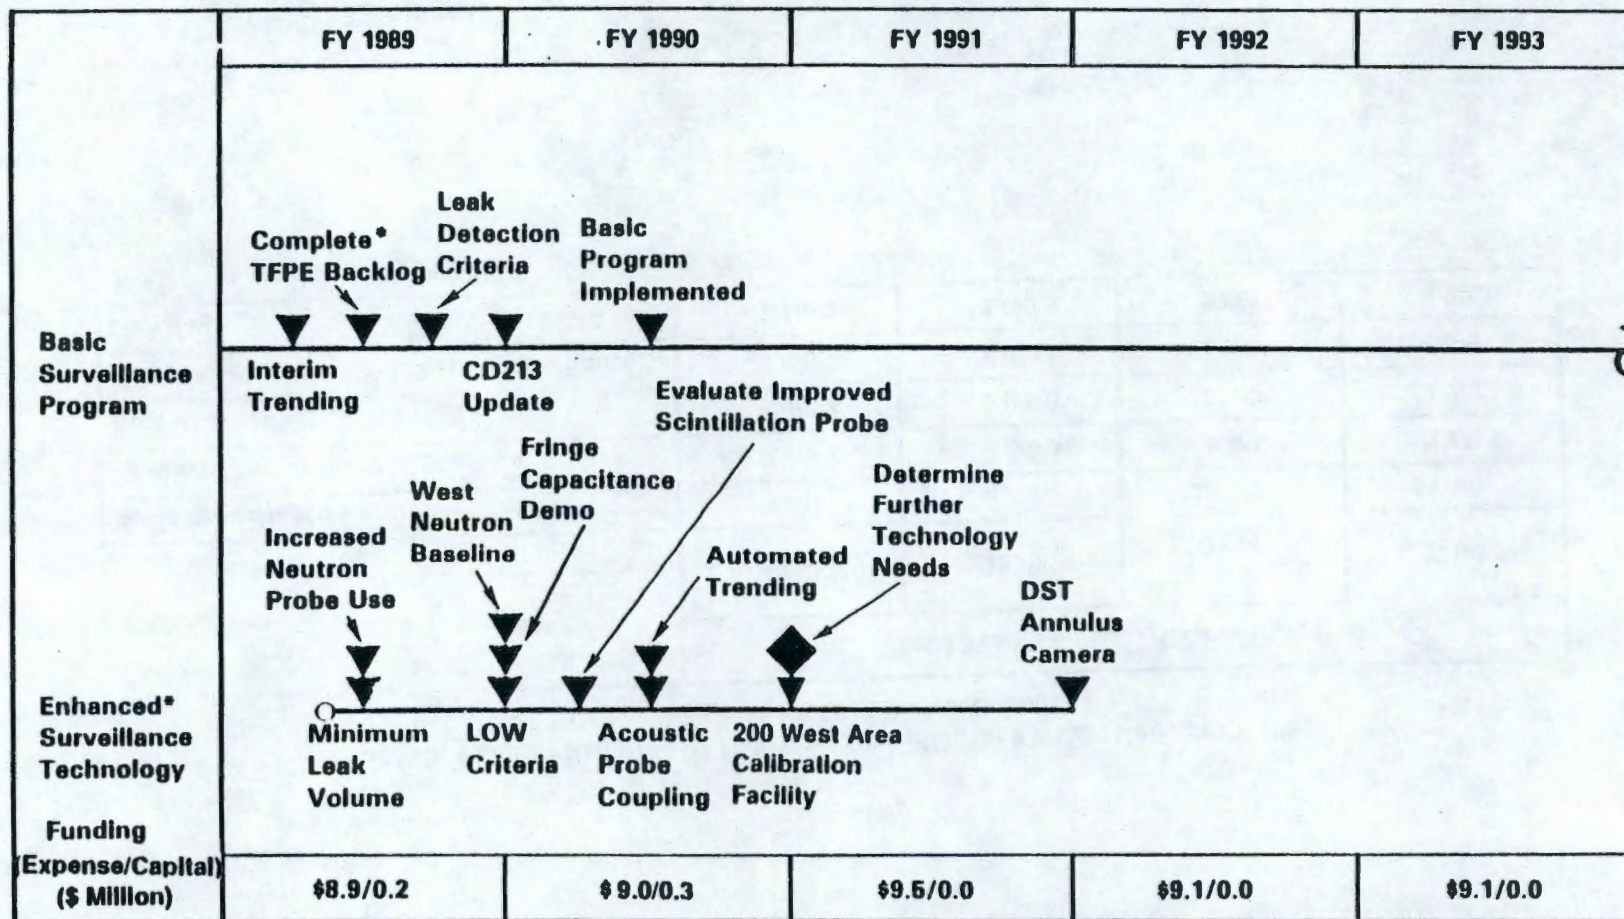 FY 1989
FY 1990
FY 1991
FY 1992
FY 1993
Basic
Surveillance
Program
Complete*
TFPE Backlog
Leak
Detection
Criteria
Basic
Program
Implemented
Interim
Trending
CD213
Update
Enhanced*
Surveillance
Technology
Increased
Neutron
Probe Use
West
Neutron
Baseline
Fringe
Capacitance
Demo
Evaluate Improved
Scintillation Probe
Automated
Trending
Determine
Further
Technology
Needs
DST
Annulus
Camera
Minimum
Leak
Volume
LOW
Criteria
Acoustic
Probe
Coupling
200 West Area
Calibration
Facility
Funding
(Expense/Capital)
($ Million)
$8.9/0.2
$9.0/0.3
$9.5/0.0
$9.1/0.0
$9.1/0.0